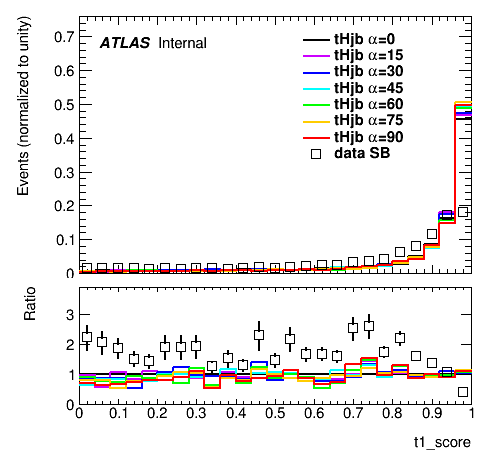 ATLAS Internal
tHjb α=0
tHjb α=15
tHjb α=30
tHjb α=45
tHjb α=60
tHjb α=75
tHjb α=90
data SB
Events (normalized to unity)
0.7
0.6
0.5
0.4
0.3
0.2
0.1
0
Ratio
3
2
1
0
0 0.1 0.2 0.3 0.4 0.5 0.6 0.7 0.8 0.9 1
t1_score